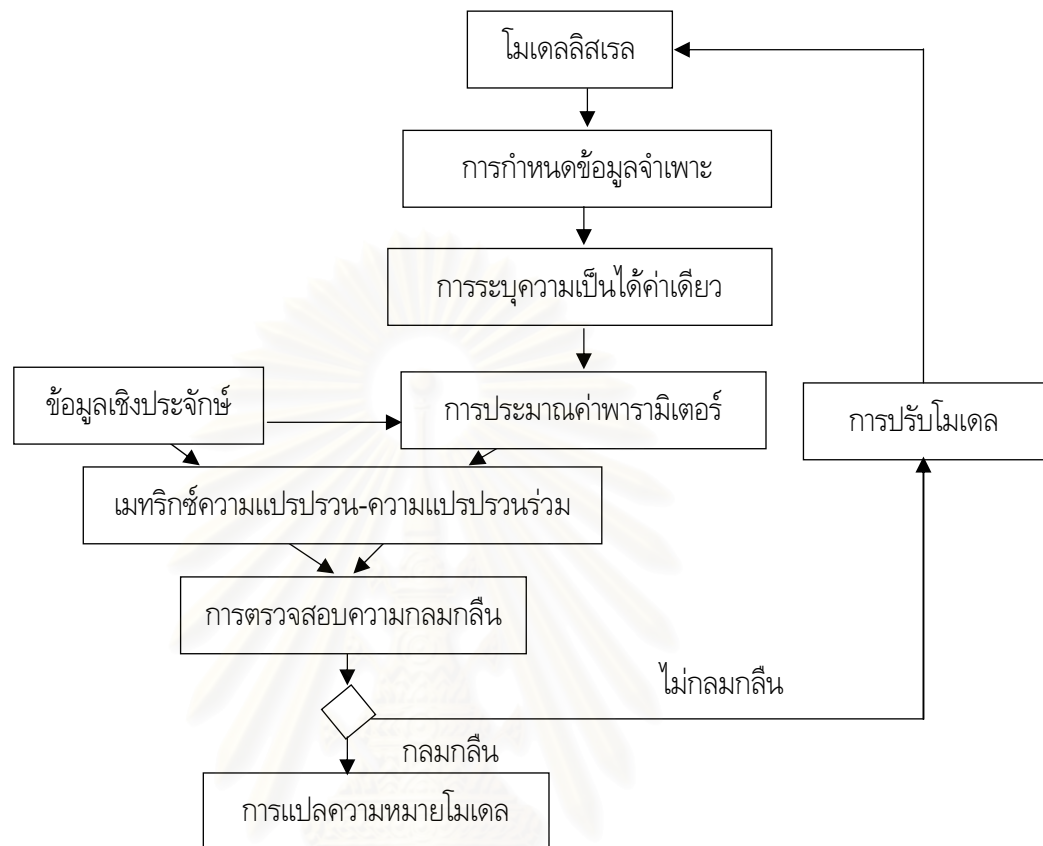 โมเดลลิสเรล
การกำหนดข้อมูลจำเพาะ
การระบุความเป็นได้ค่าเดียว
ข้อมูลเชิงประจักษ์
การประมาณค่าพารามิเตอร์
การปรับโมเดล
เมทริกซ์ความแปรปรวน-ความแปรปรวนร่วม
การตรวจสอบความกลมกลืน
ไม่กลมกลืน
กลมกลืน
การแปลความหมายโมเดล